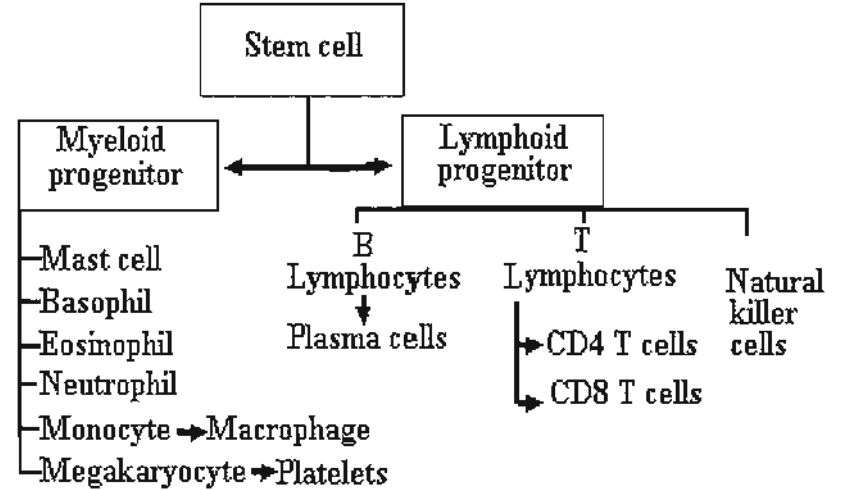 Stem cell
Myeloid
progenitor
Lymphoid
progenitor
Mast cell
Basophil
Eosinophil
Neutrophil
Monocyte
Macrophage
Megakaryocyte
Platelets
B
Lymphocytes
Plasma cells
T
Lymphocytes
CD4 T cells
CD8 T cells
Natural
killer
cells